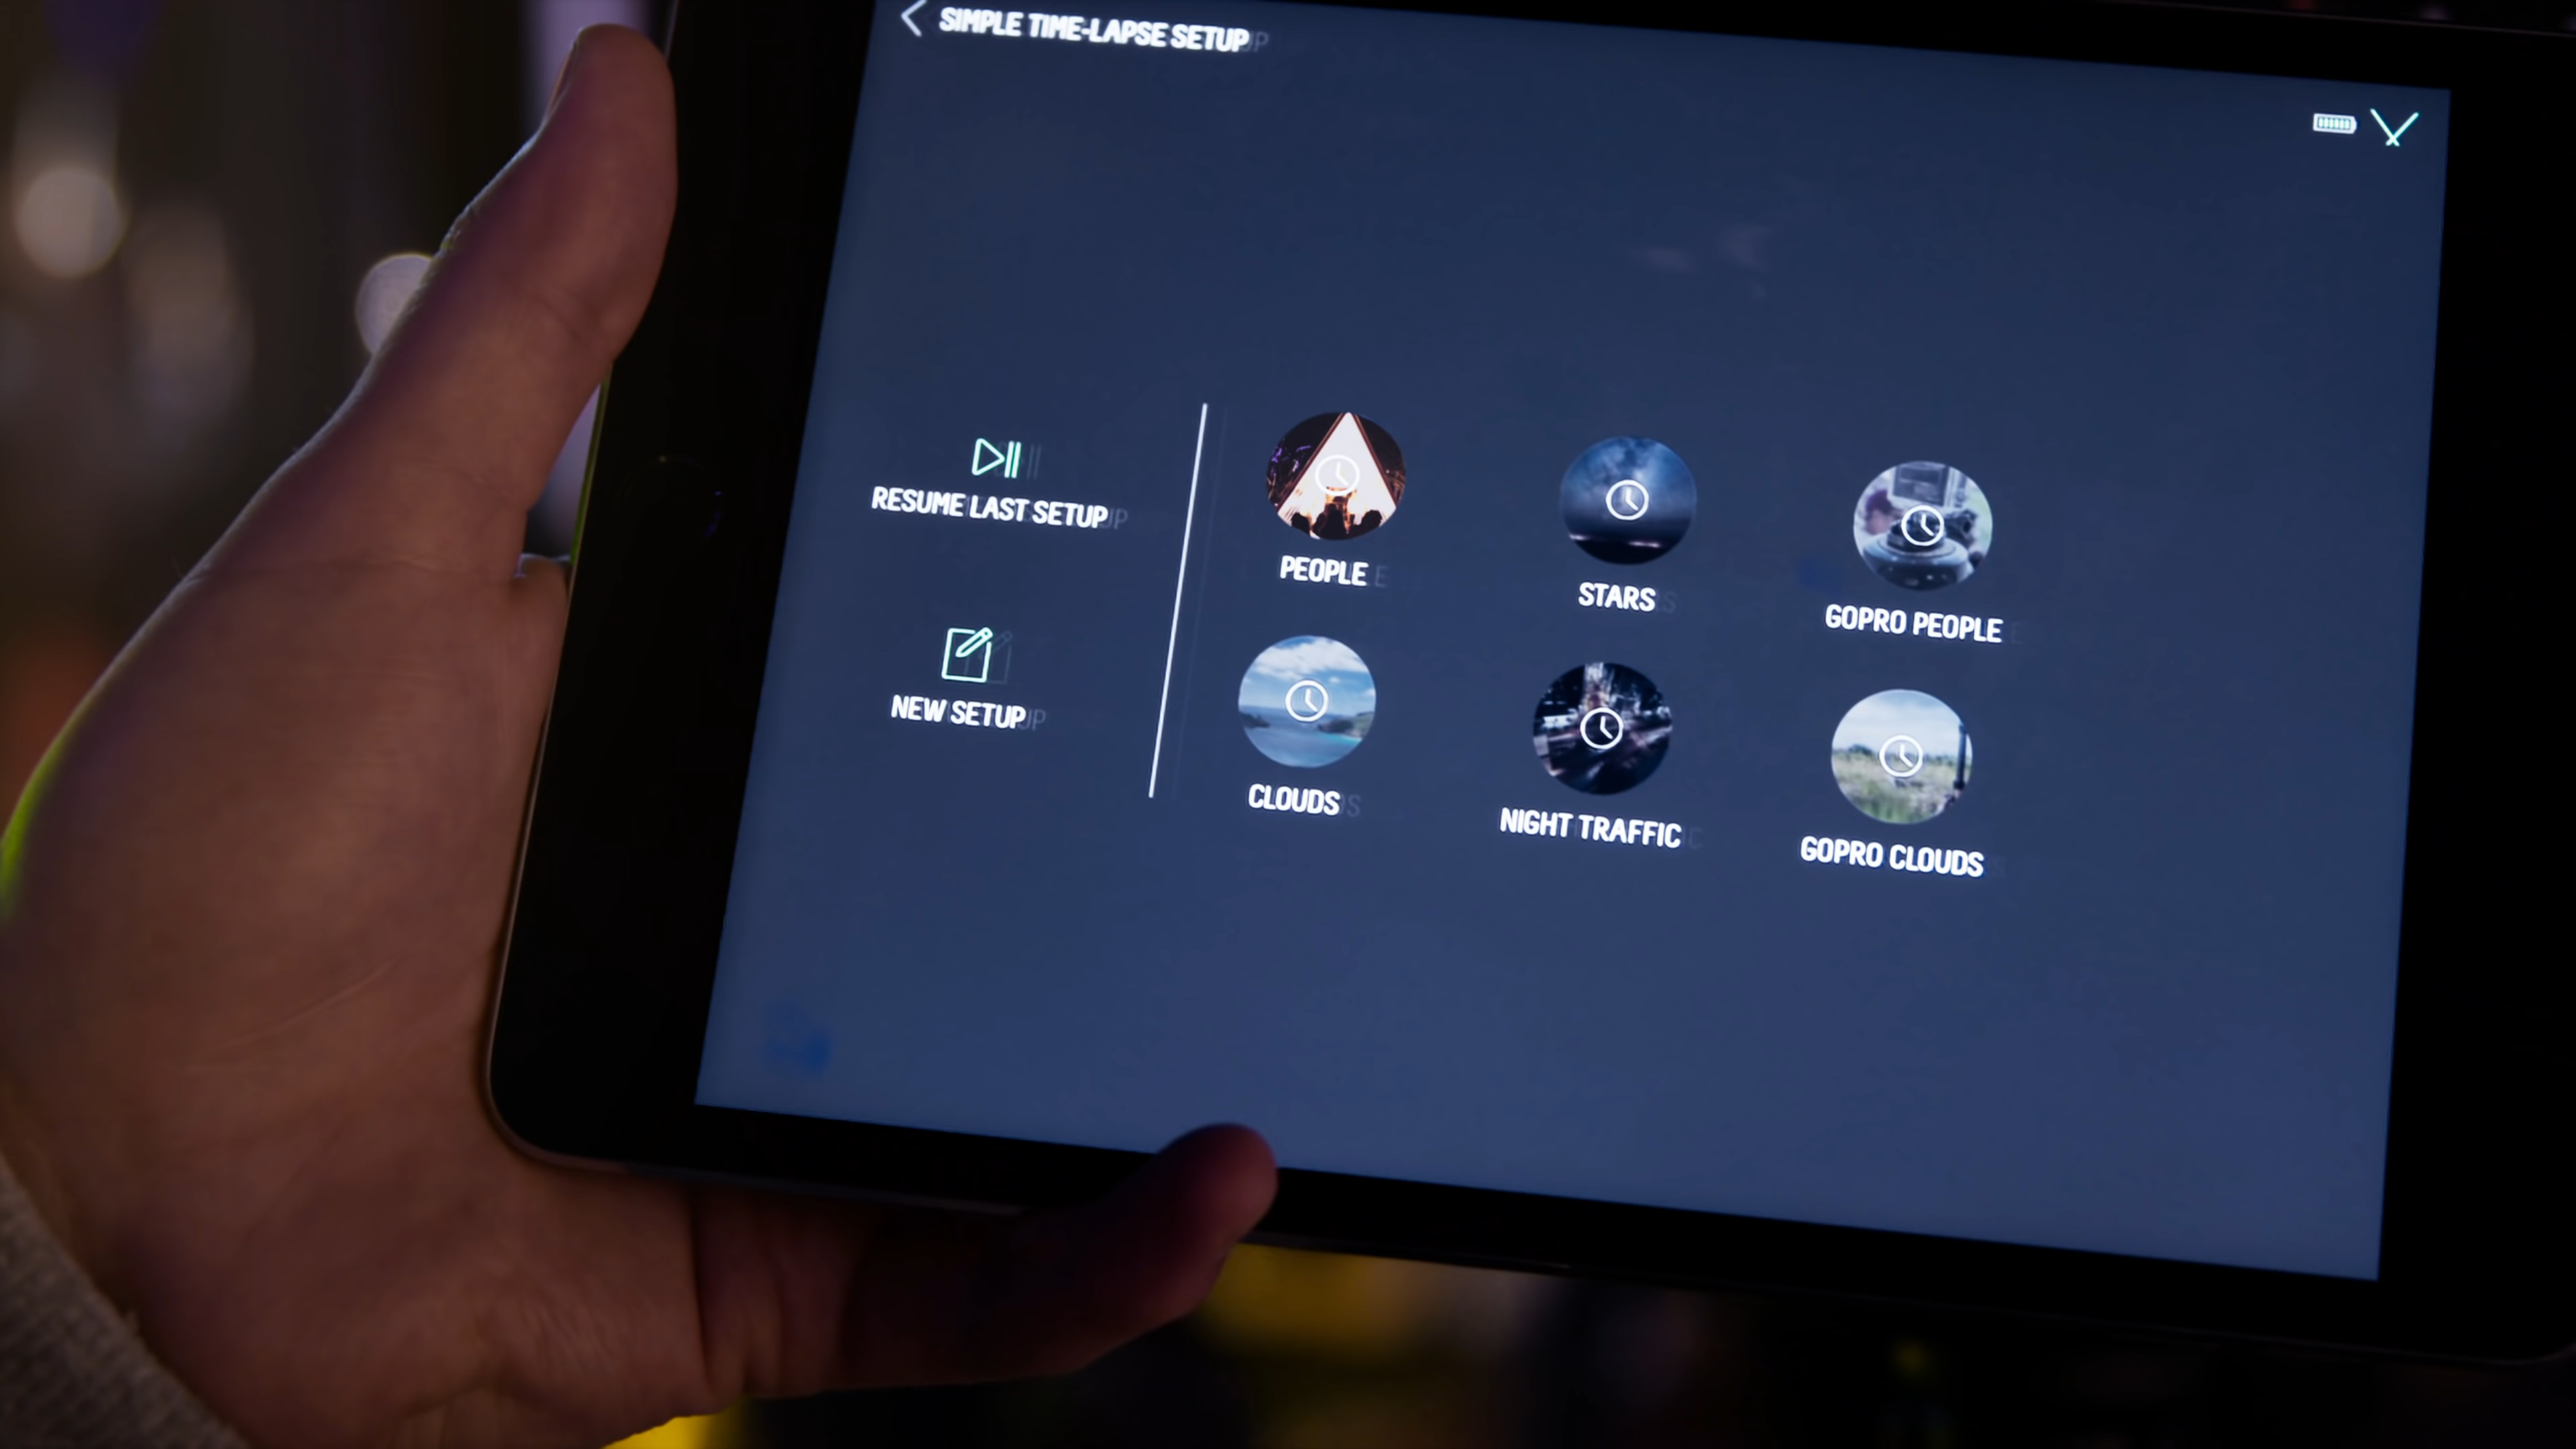 SIMPLE TIME-LAPSE SETUP
RESUME LAST SETUP
NEW SETUP
PEOPLE
STARS
GOPRO PEOPLE
CLOUDS
NIGHT TRAFFIC
GOPRO CLOUDS